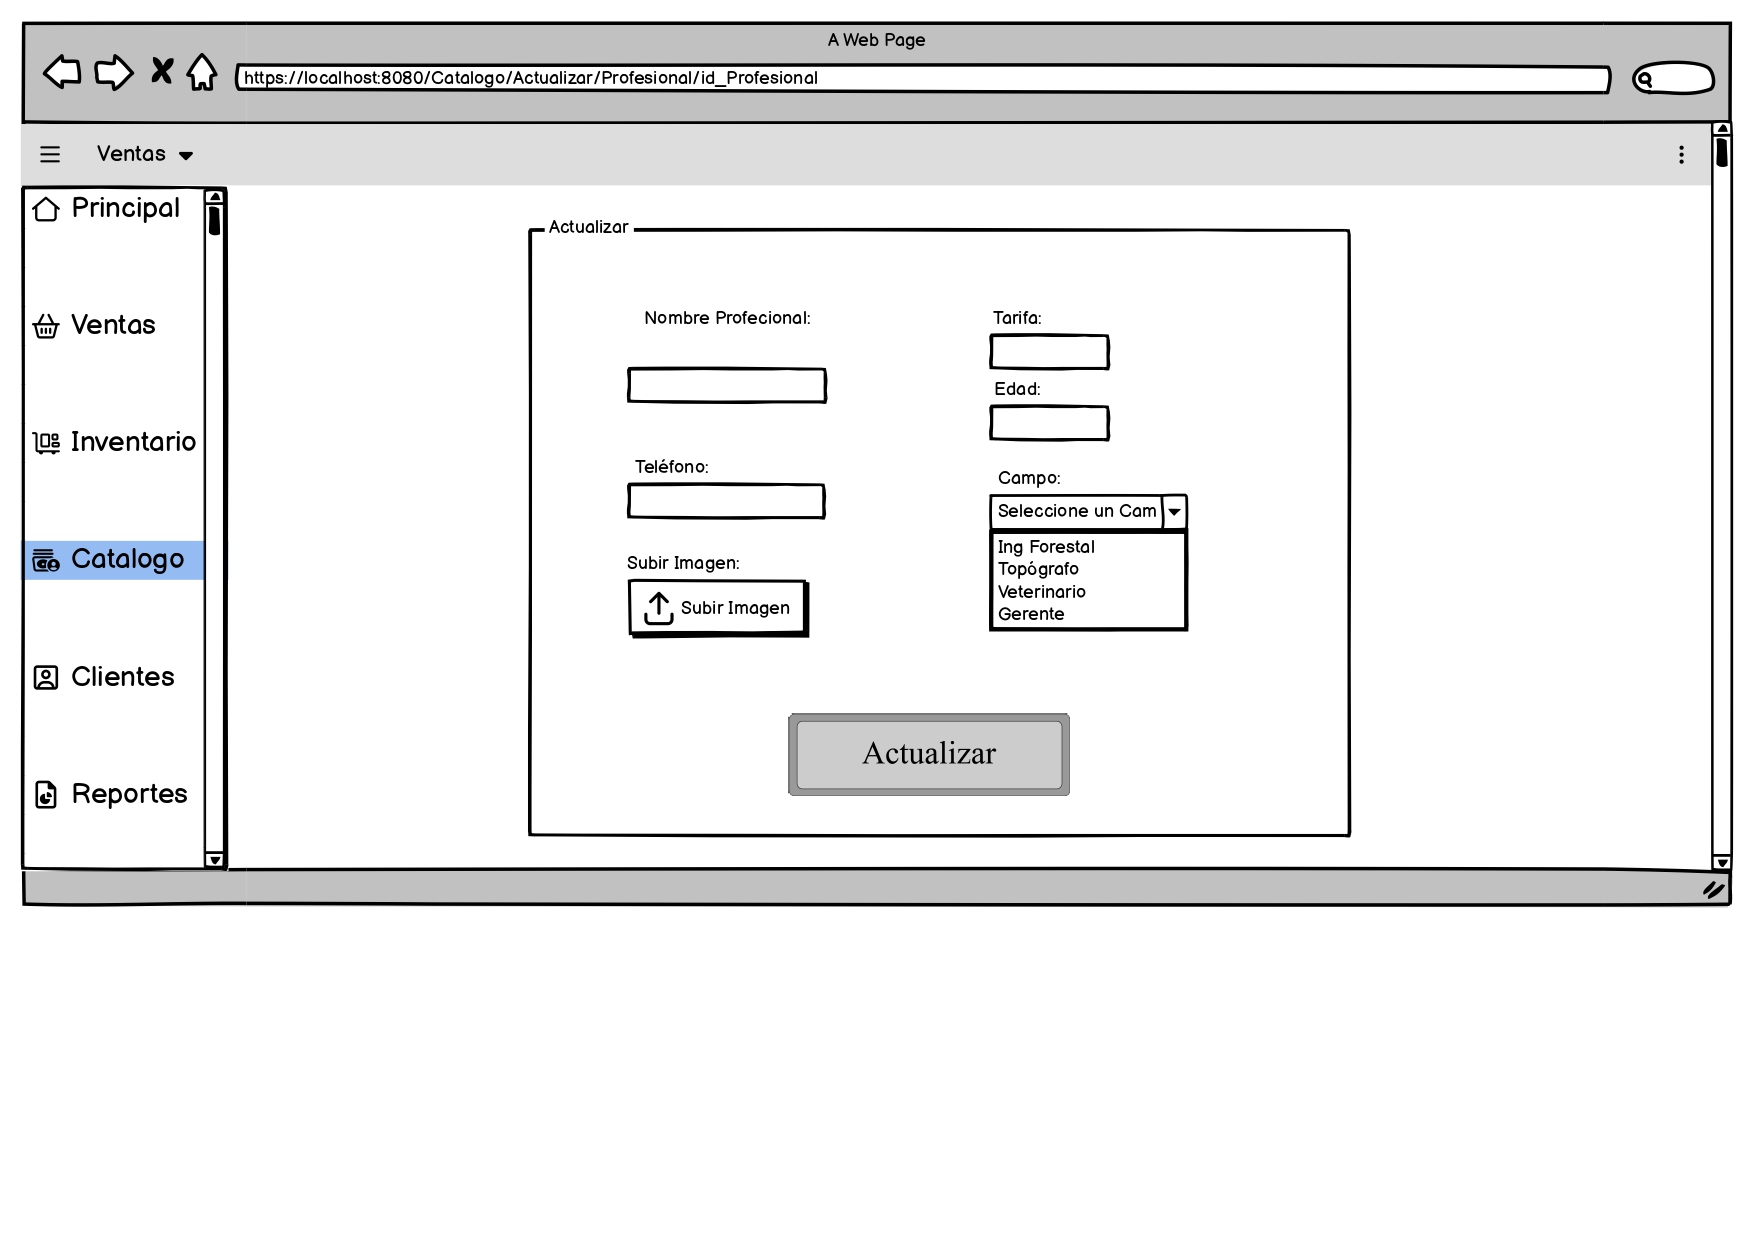 A Web Page
https://localhost:8080/Catalogo/Actualizar/Profesional/id_Profesional
Ventas
Principal
Ventas
Inventario
Catalogo
Clientes
Reportes
Actualizar
Nombre Profecional:
Teléfono:
Subir Imagen:
Subir Imagen
Tarifa:
Edad:
Campo:
Seleccione un Cam
Ing Forestal
Topógrafo
Veterinario
Gerente
Actualizar